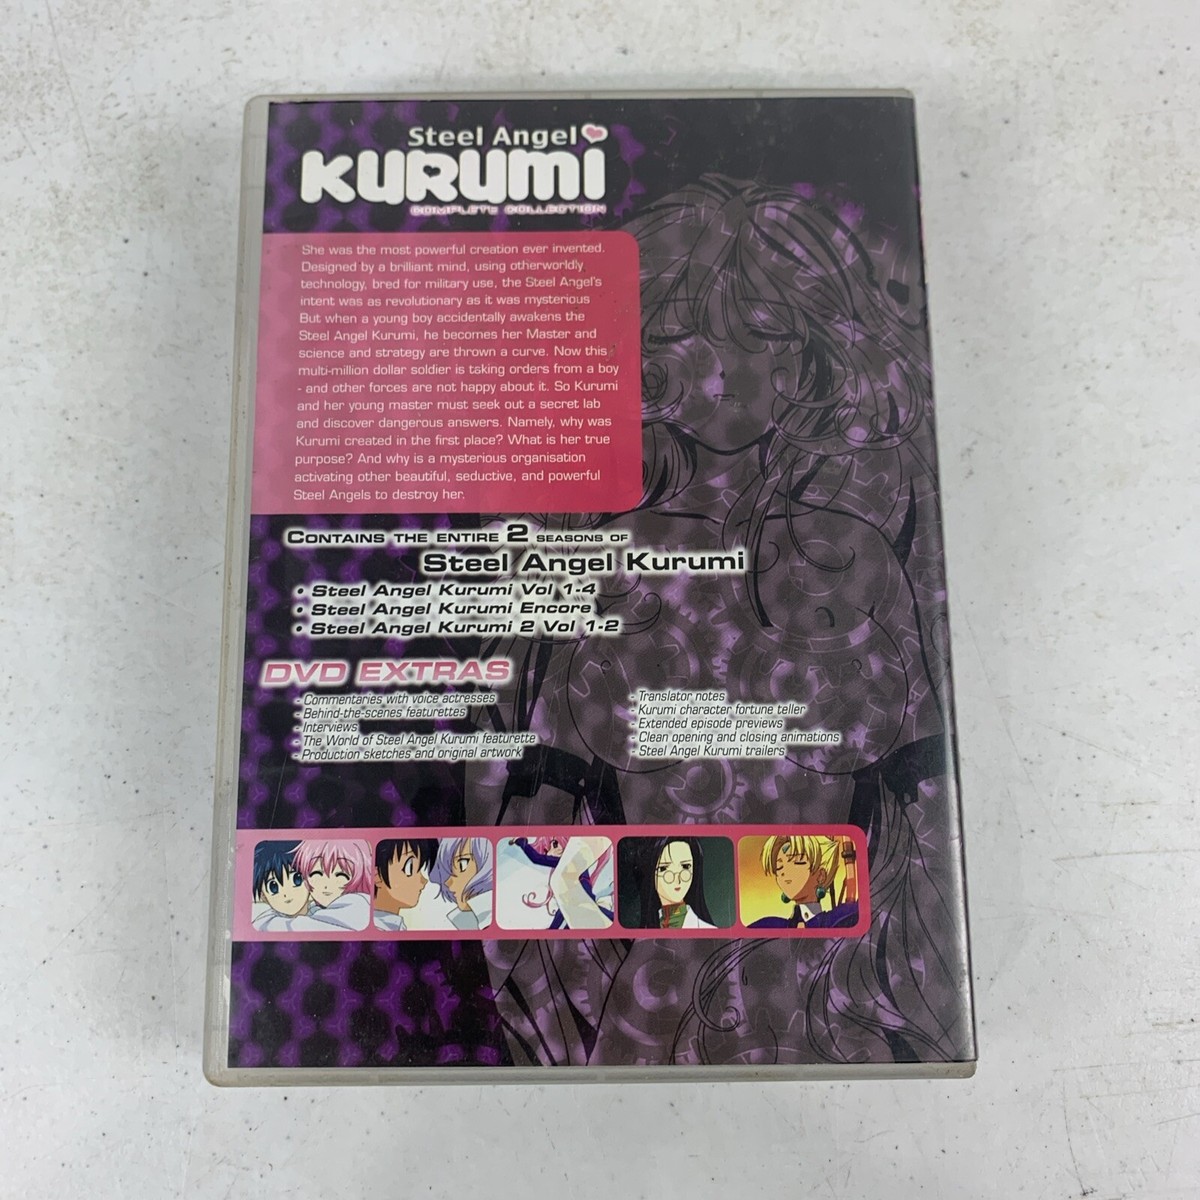 Steel Angel
KURUMI
COMPLETE COLLECTION
She was the most powerful creation ever invented.
Designed by a brilliant mind, using otherworldly
technology, bred for military use, the Steel Angel's
intent was as revolutionary as it was mysterious
But when a young boy accidentally awakens the
Steel Angel Kurumi, he becomes her Master and
science and strategy are thrown a curve. Now this
multi-million dollar soldier is taking orders from a boy
- and other forces are not happy about it. So Kurumi
and her young master must seek out a secret lab
and discover dangerous answers. Namely, why was
Kurumi created in the first place? What is her true
purpose? And why is a mysterious organisation
activating other beautiful, seductive, and powerful
Steel Angels to destroy her.
CONTAINS THE ENTIRE 2 SEASONS OF
Steel Angel Kurumi
• Steel Angel Kurumi Vol 1-4
• Steel Angel Kurumi Encore
• Steel Angel Kurumi 2 Vol 1-2
DVD EXTRAS
- Commentaries with voice actresses
- Behind-the-scenes featurettes
- Interviews
- The World of Steel Angel Kurumi featurette
- Production sketches and original artwork
- Translator notes
- Kurumi character fortune teller
- Extended episode previews
- Clean opening and closing animations
- Steel Angel Kurumi trailers